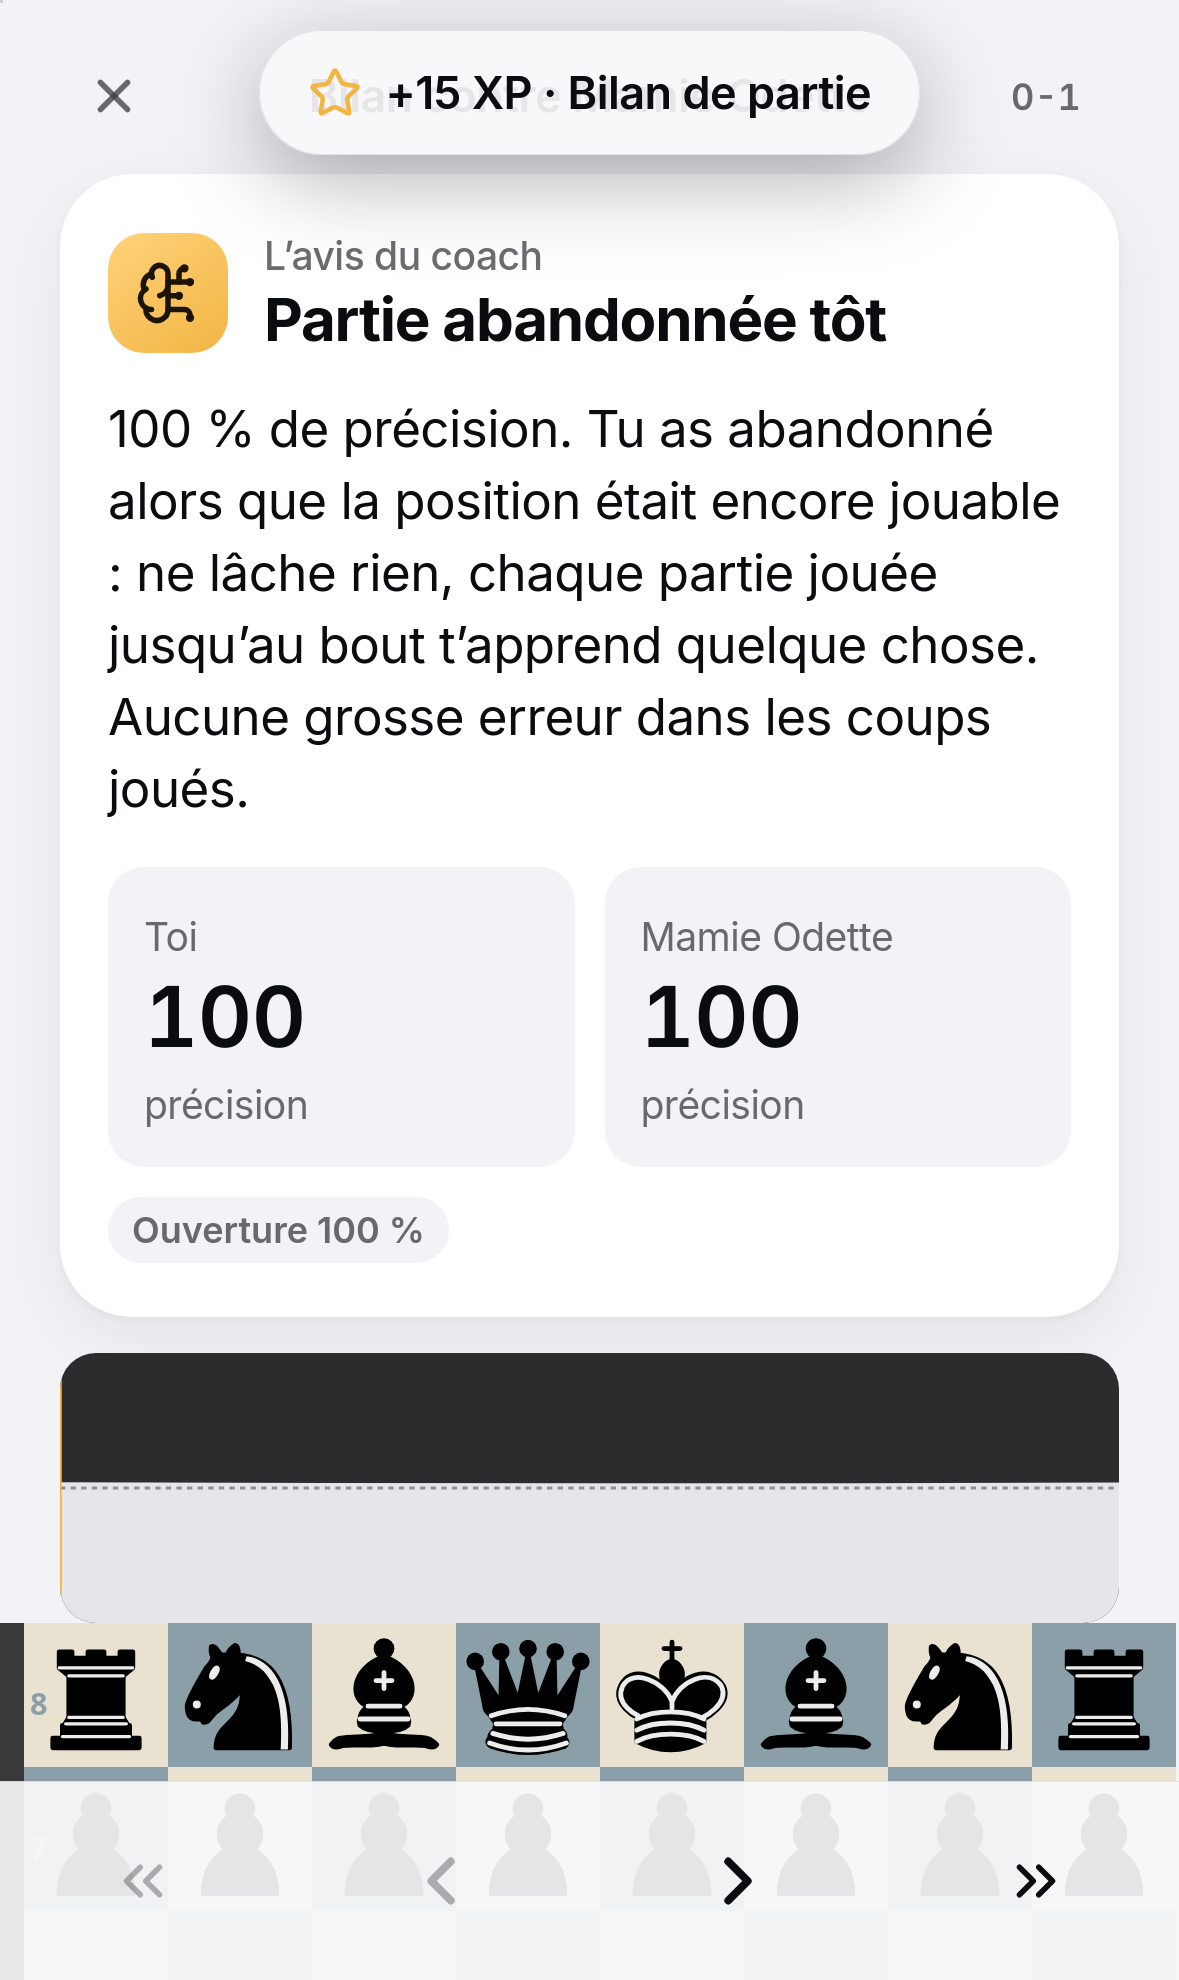 +15 XP · Bilan de partie
0-1
L’avis du coach
Partie abandonnée tôt
100 % de précision. Tu as abandonné
alors que la position était encore jouable
: ne lâche rien, chaque partie jouée
jusqu’au bout t’apprend quelque chose.
Aucune grosse erreur dans les coups
joués.
Toi
100
précision
Mamie Odette
100
précision
Ouverture 100 %
8
7